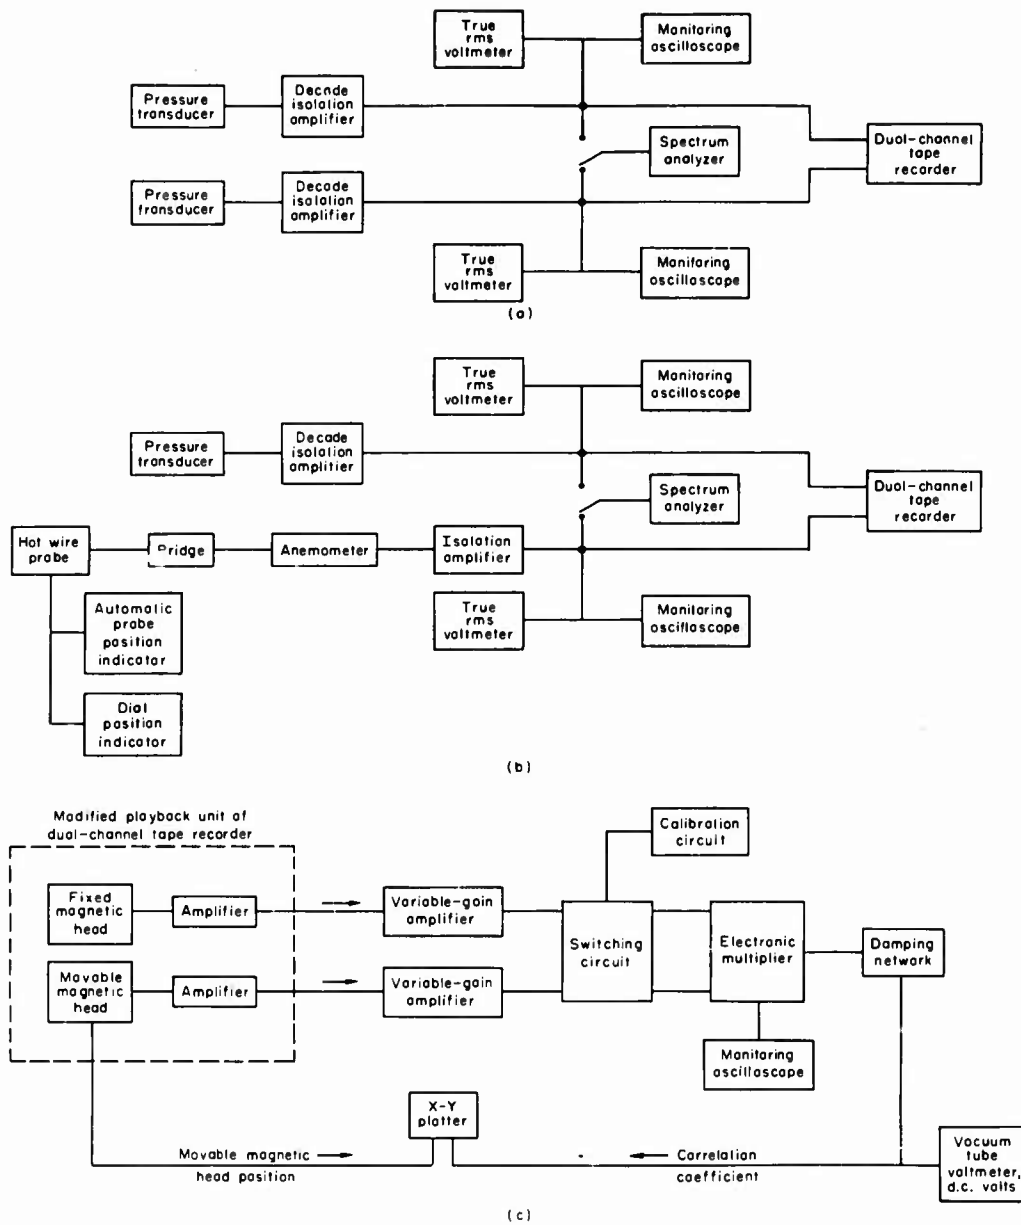 True
rms
voltmeter
Monitoring
oscilloscope
Pressure
transducer
Decade
isolation
amplifier
Spectrum
analyzer
Dual-channel
tape
recorder
Pressure
transducer
Decade
isolation
amplifier
True
rms
voltmeter
Monitoring
oscilloscope
(a)
True
rms
voltmeter
Monitoring
oscilloscope
Pressure
transducer
Decade
isolation
amplifier
Spectrum
analyzer
Dual-channel
tape
recorder
Hot wire
probe
Bridge
Anemometer
Isolation
amplifier
Automatic
probe
position
indicator
True
rms
voltmeter
Monitoring
oscilloscope
Dial
position
indicator
(b)
Modified playback unit of
dual-channel tape recorder
Calibration
circuit
Fixed
magnetic
head
Amplifier
Variable-gain
amplifier
Switching
circuit
Electronic
multiplier
Damping
network
Movable
magnetic
head
Amplifier
Variable-gain
amplifier
Monitoring
oscilloscope
X-Y
plotter
Movable magnetic
head position
Correlation
coefficient
Vacuum
tube
voltmeter,
d.c. volts
(c)